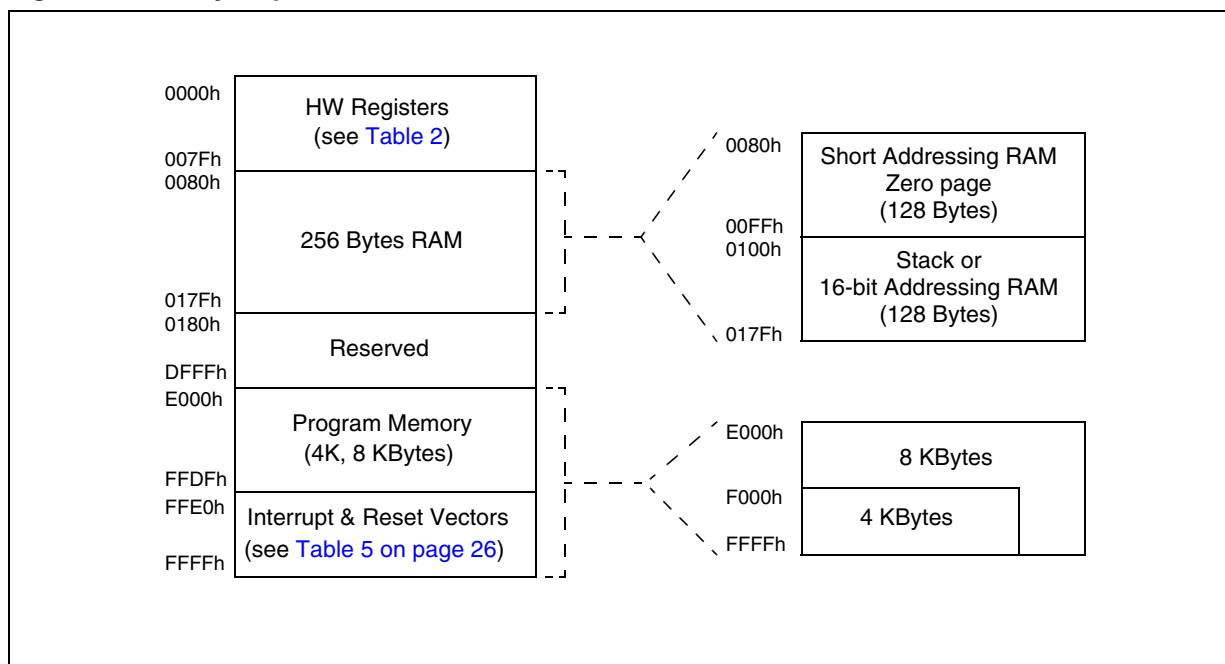 0000h
HW Registers
(see Table 2)
007Fh
0080h
256 Bytes RAM
017Fh
0180h
Reserved
DFFFh
E000h
Program Memory
(4K, 8 KBytes)
FFDFh
FFE0h
Interrupt & Reset Vectors
(see Table 5 on page 26)
FFFFh
0080h
Short Addressing RAM
Zero page
(128 Bytes)
00FFh
0100h
Stack or
16-bit Addressing RAM
(128 Bytes)
017Fh
E000h
8 KBytes
F000h
4 KBytes
FFFFh